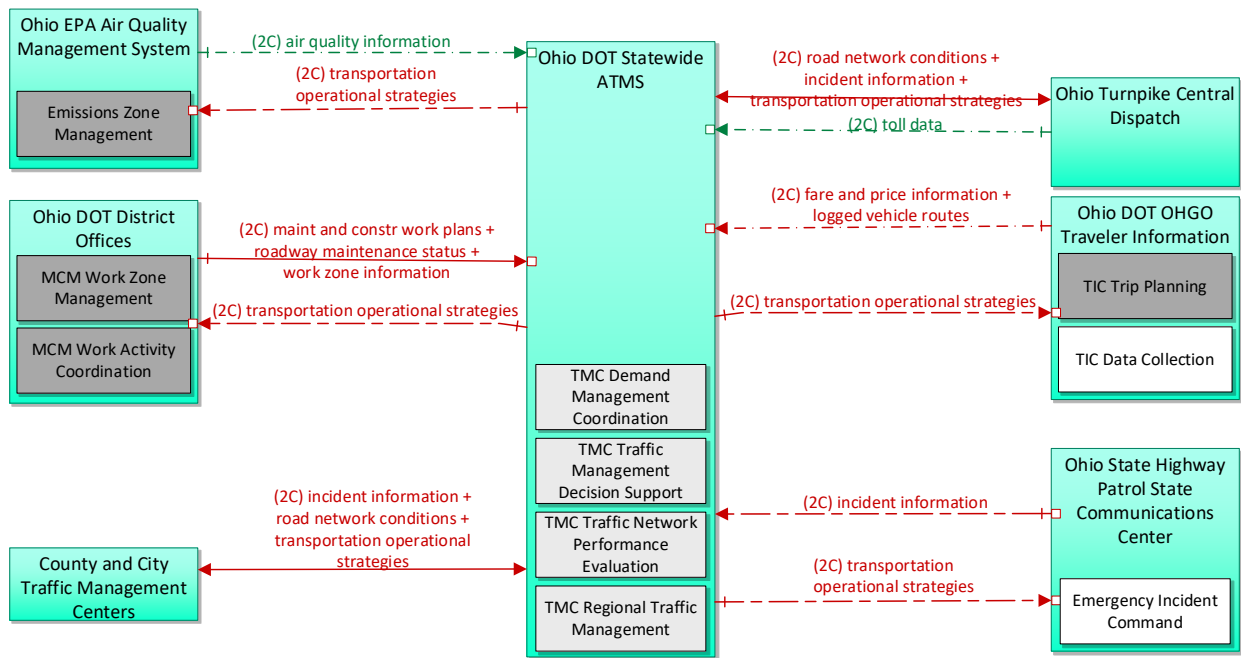 Ohio EPA Air Quality
Management System
Emissions Zone
Management
(2C) air quality information
(2C) transportation
operational strategies
Ohio DOT District
Offices
MCM Work Zone
Management
MCM Work Activity
Coordination
(2C) maint and constr work plans +
roadway maintenance status +
work zone information
(2C) transportation operational strategies
County and City
Traffic Management
Centers
(2C) incident information +
road network conditions +
transportation operational
strategies
Ohio DOT Statewide
ATMS
TMC Demand
Management
Coordination
TMC Traffic
Management
Decision Support
TMC Traffic Network
Performance
Evaluation
TMC Regional Traffic
Management
(2C) road network conditions +
incident information +
transportation operational strategies
(2C) toll data
Ohio Turnpike Central
Dispatch
(2C) fare and price information +
logged vehicle routes
(2C) transportation operational strategies
Ohio DOT OHGO
Traveler Information
TIC Trip Planning
TIC Data Collection
(2C) incident information
(2C) transportation
operational strategies
Ohio State Highway
Patrol State
Communications
Center
Emergency Incident
Command